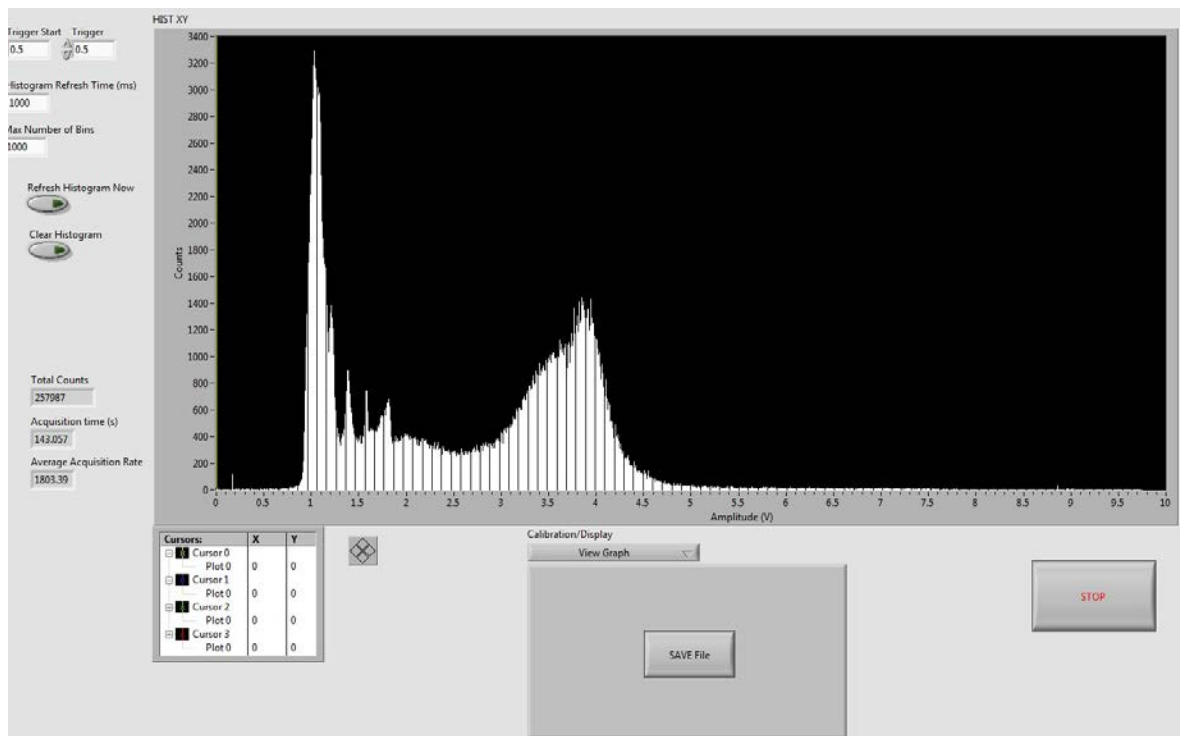 HIST XY
Trigger Start Trigger
0.5 0.5
Histogram Refresh Time (ms)
1000
Max Number of Bins
1000
Refresh Histogram Now
Clear Histogram
Total Counts
257987
Acquisition time (s)
143.057
Average Acquisition Rate
1803.39
Counts
3400
3200
3000
2800
2600
2400
2200
2000
1800
1600
1400
1200
1000
800
600
400
200
0
0 0.5 1 1.5 2 2.5 3 3.5 4 4.5 5 5.5 6 6.5 7 7.5 8 8.5 9 9.5 10
Amplitude (V)
Cursors: X Y
Cursor 0
Plot 0 0 0
Cursor 1
Plot 0 0 0
Cursor 2
Plot 0 0 0
Cursor 3
Plot 0 0 0
Calibration/Display
View Graph
SAVE File
STOP